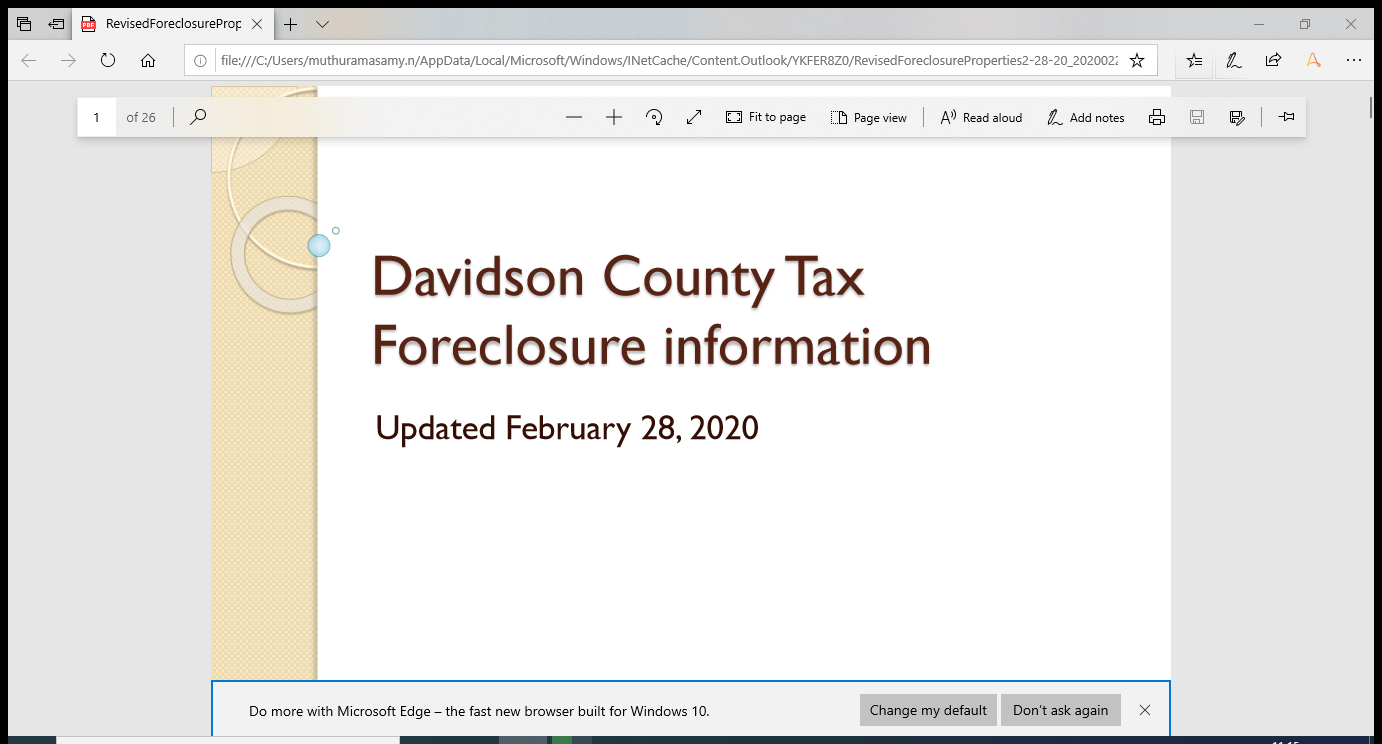 RevisedForeclosureProp
file:///C:/Users/muthuramasamy.n/AppData/Local/Microsoft/Windows/INetCache/Content.Outlook/YKFER8Z0/RevisedForeclosureProperties2-28-20_2020022
1 of 26 Fit to page Page view Read aloud Add notes
Davidson County Tax
Foreclosure information
Updated February 28, 2020
Do more with Microsoft Edge – the fast new browser built for Windows 10. Change my default Don't ask again